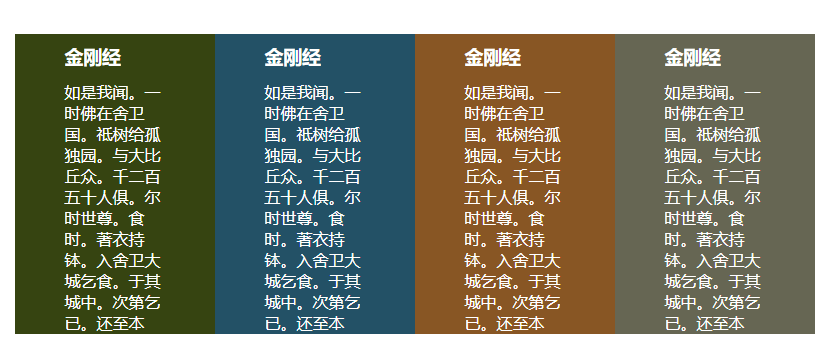 金刚经
如是我闻。一
时佛在舍卫
国。祗树给孤
独园。与大比
丘众。千二百
五十人俱。尔
时世尊。食
时。著衣持
钵。入舍卫大
城乞食。于其
城中。次第乞
已。还至本
金刚经
如是我闻。一
时佛在舍卫
国。祗树给孤
独园。与大比
丘众。千二百
五十人俱。尔
时世尊。食
时。著衣持
钵。入舍卫大
城乞食。于其
城中。次第乞
已。还至本
金刚经
如是我闻。一
时佛在舍卫
国。祗树给孤
独园。与大比
丘众。千二百
五十人俱。尔
时世尊。食
时。著衣持
钵。入舍卫大
城乞食。于其
城中。次第乞
已。还至本
金刚经
如是我闻。一
时佛在舍卫
国。祗树给孤
独园。与大比
丘众。千二百
五十人俱。尔
时世尊。食
时。著衣持
钵。入舍卫大
城乞食。于其
城中。次第乞
已。还至本